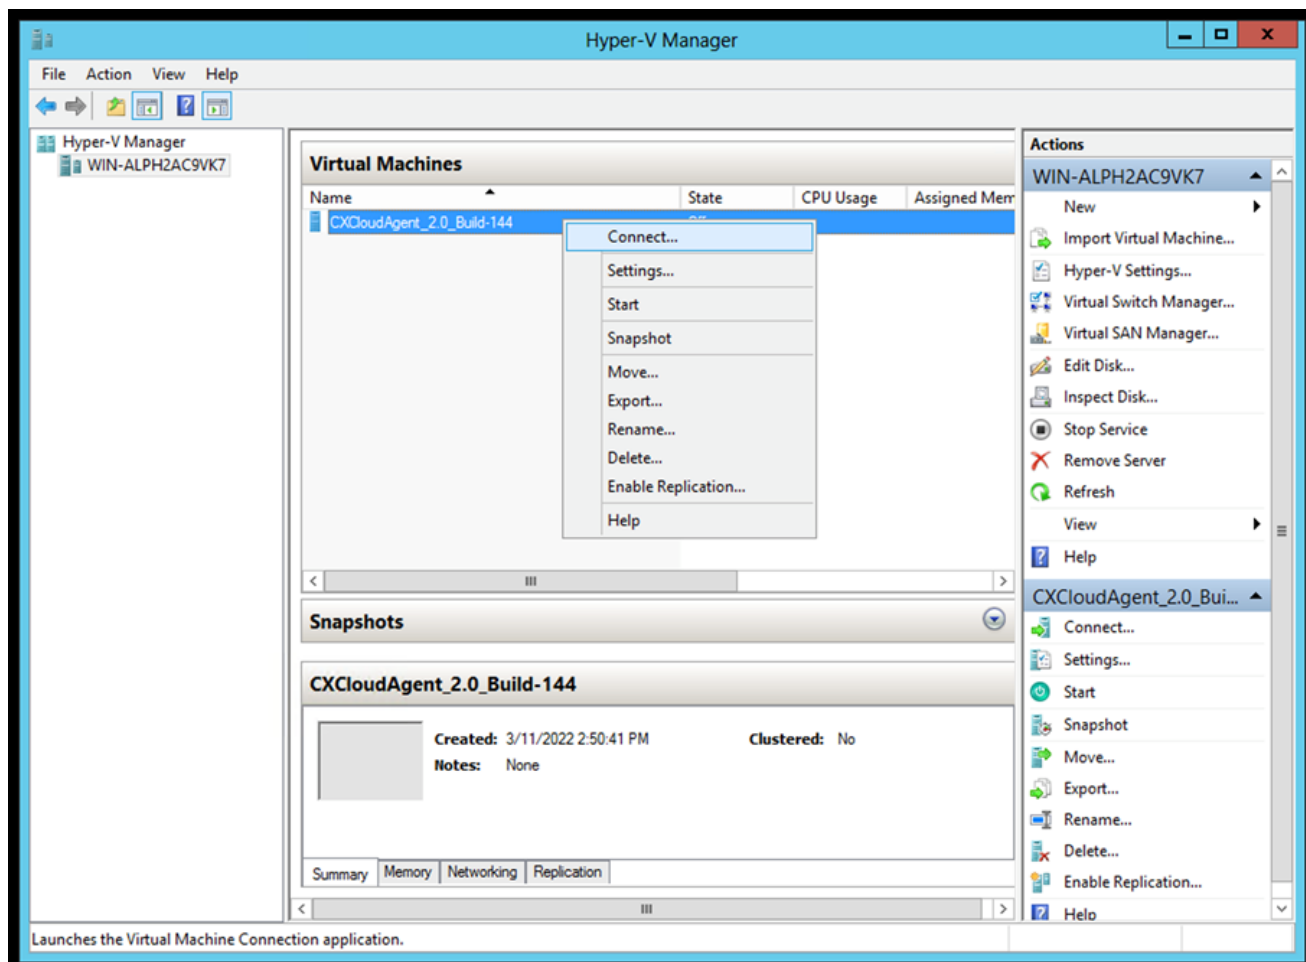 Hyper-V Manager
File Action View Help
Hyper-V Manager
WIN-ALPH2AC9VK7
Virtual Machines
Name State CPU Usage Assigned Mem
CXCloudAgent_2.0_Build-144
Connect...
Settings...
Start
Snapshot
Move...
Export...
Rename...
Delete...
Enable Replication...
Help
Snapshots
CXCloudAgent_2.0_Build-144
Created: 3/11/2022 2:50:41 PM Clustered: No
Notes: None
Summary Memory Networking Replication
Actions
WIN-ALPH2AC9VK7
New
Import Virtual Machine...
Hyper-V Settings...
Virtual Switch Manager...
Virtual SAN Manager...
Edit Disk...
Inspect Disk...
Stop Service
Remove Server
Refresh
View
Help
CXCloudAgent_2.0_Bui...
Connect...
Settings...
Start
Snapshot
Move...
Export...
Rename...
Delete...
Enable Replication...
Help
Launches the Virtual Machine Connection application.